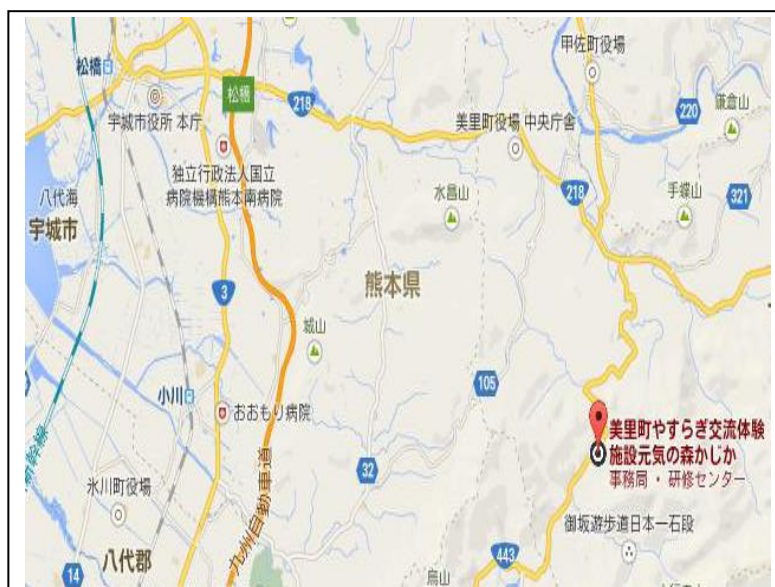 甲佐町役場
松橋
松橋
218
220
鎌倉山
宇城市役所 本庁
美里町役場 中央庁舎
独立行政法人国立
病院機構熊本南病院
八代海
宇城市
水晶山
218
手蝶山
321
3
熊本県
城山
小川
105
おおもり病院
美里町やすらぎ交流体験
施設元気の森かじか
事務局・研修センター
32
氷川町役場
九州自動車道
御坂遊歩道日本一石段
八代郡
14
443